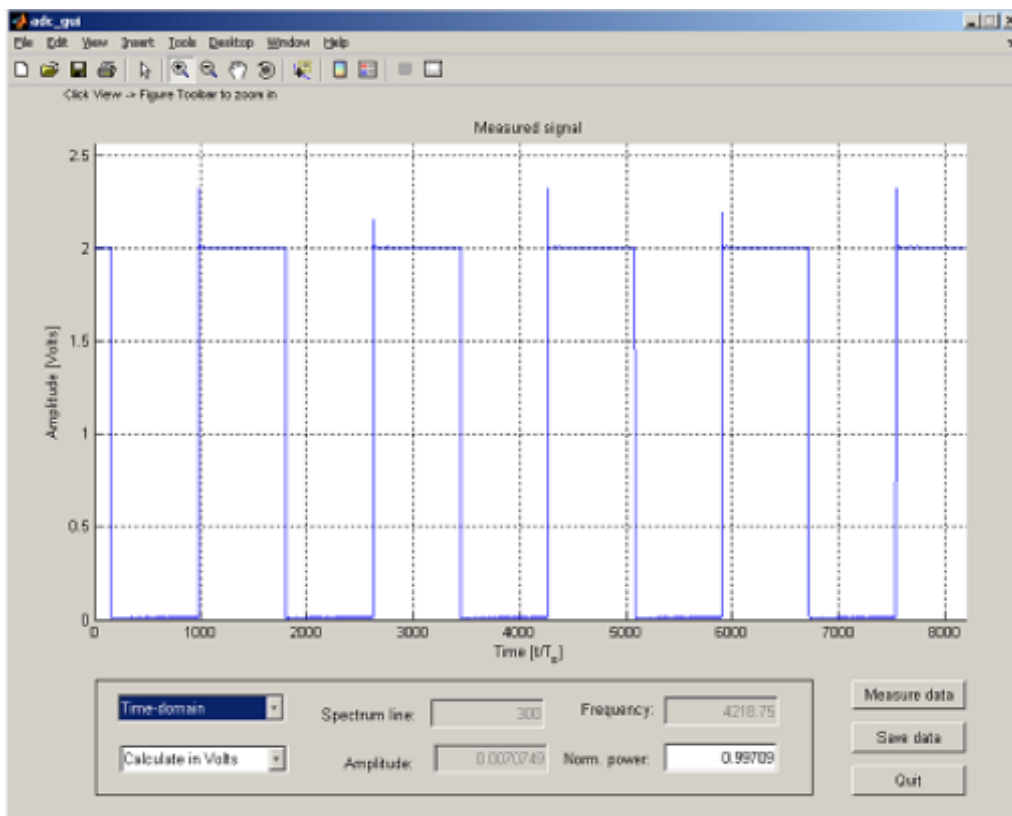 adc_gui
File Edit View Insert Tools Desktop Window Help
Click View -> Figure Toolbar to zoom in
Measured signal
2.5
2
1.5
1
0.5
0
Amplitude [Volts]
0 1000 2000 3000 4000 5000 6000 7000 8000
Time [t/Ts]
Time-domain
Spectrum line: 300
Frequency: 4218.75
Measure data
Calculate in Volts
Amplitude: 0.0070749
Norm. power: 0.99709
Save data
Quit